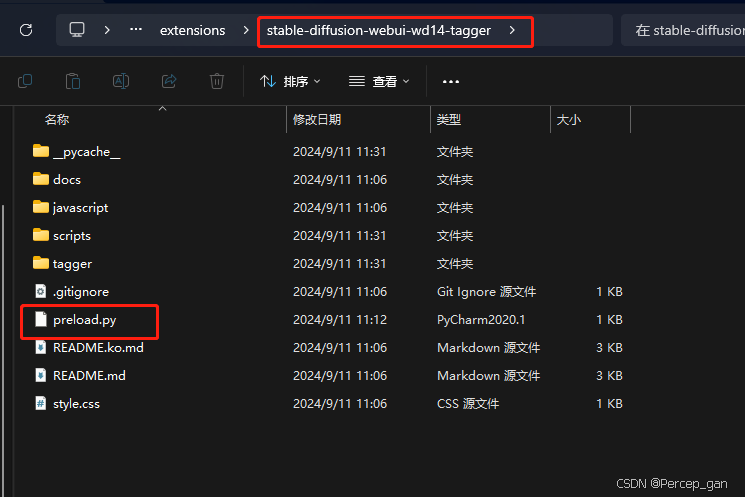 … extensions stable-diffusion-webui-wd14-tagger 在 stable-diffusion
排序 查看 …
名称 修改日期 类型 大小
__pycache__ 2024/9/11 11:31 文件夹
docs 2024/9/11 11:06 文件夹
javascript 2024/9/11 11:06 文件夹
scripts 2024/9/11 11:31 文件夹
tagger 2024/9/11 11:31 文件夹
.gitignore 2024/9/11 11:06 Git Ignore 源文件 1 KB
preload.py 2024/9/11 11:12 PyCharm2020.1 1 KB
README.ko.md 2024/9/11 11:06 Markdown 源文件 3 KB
README.md 2024/9/11 11:06 Markdown 源文件 3 KB
style.css 2024/9/11 11:06 CSS 源文件 1 KB
CSDN @Percep_gan